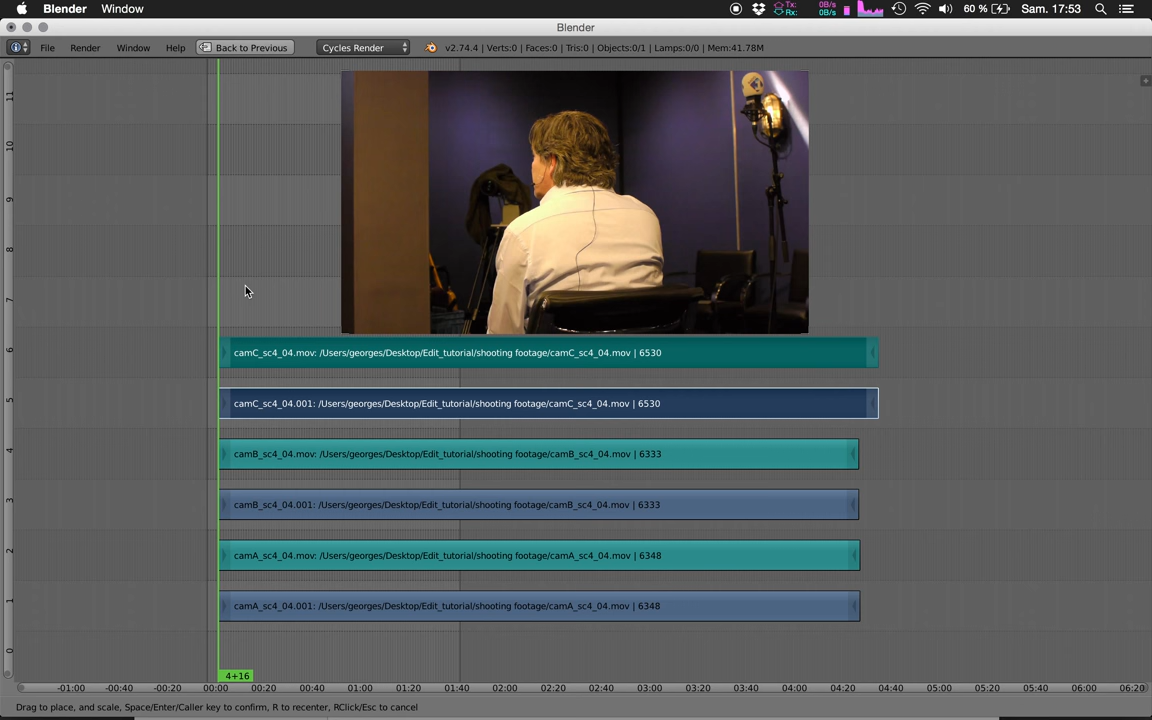 Blender Window Tx: Rx: 0B/s 0B/s 60 % Sam. 17:53
Blender
File Render Window Help Back to Previous Cycles Render v2.74.4 | Verts:0 | Faces:0 | Tris:0 | Objects:0/1 | Lamps:0/0 | Mem:41.78M
11
10
9
8
7
6 camC_sc4_04.mov: /Users/georges/Desktop/Edit_tutorial/shooting footage/camC_sc4_04.mov | 6530
5 camC_sc4_04.001: /Users/georges/Desktop/Edit_tutorial/shooting footage/camC_sc4_04.mov | 6530
4 camB_sc4_04.mov: /Users/georges/Desktop/Edit_tutorial/shooting footage/camB_sc4_04.mov | 6333
3 camB_sc4_04.001: /Users/georges/Desktop/Edit_tutorial/shooting footage/camB_sc4_04.mov | 6333
2 camA_sc4_04.mov: /Users/georges/Desktop/Edit_tutorial/shooting footage/camA_sc4_04.mov | 6348
1 camA_sc4_04.001: /Users/georges/Desktop/Edit_tutorial/shooting footage/camA_sc4_04.mov | 6348
0
4+16
-01:00 -00:40 -00:20 00:00 00:20 00:40 01:00 01:20 01:40 02:00 02:20 02:40 03:00 03:20 03:40 04:00 04:20 04:40 05:00 05:20 05:40 06:00 06:20
Drag to place, and scale, Space/Enter/Caller key to confirm, R to recenter, RClick/Esc to cancel